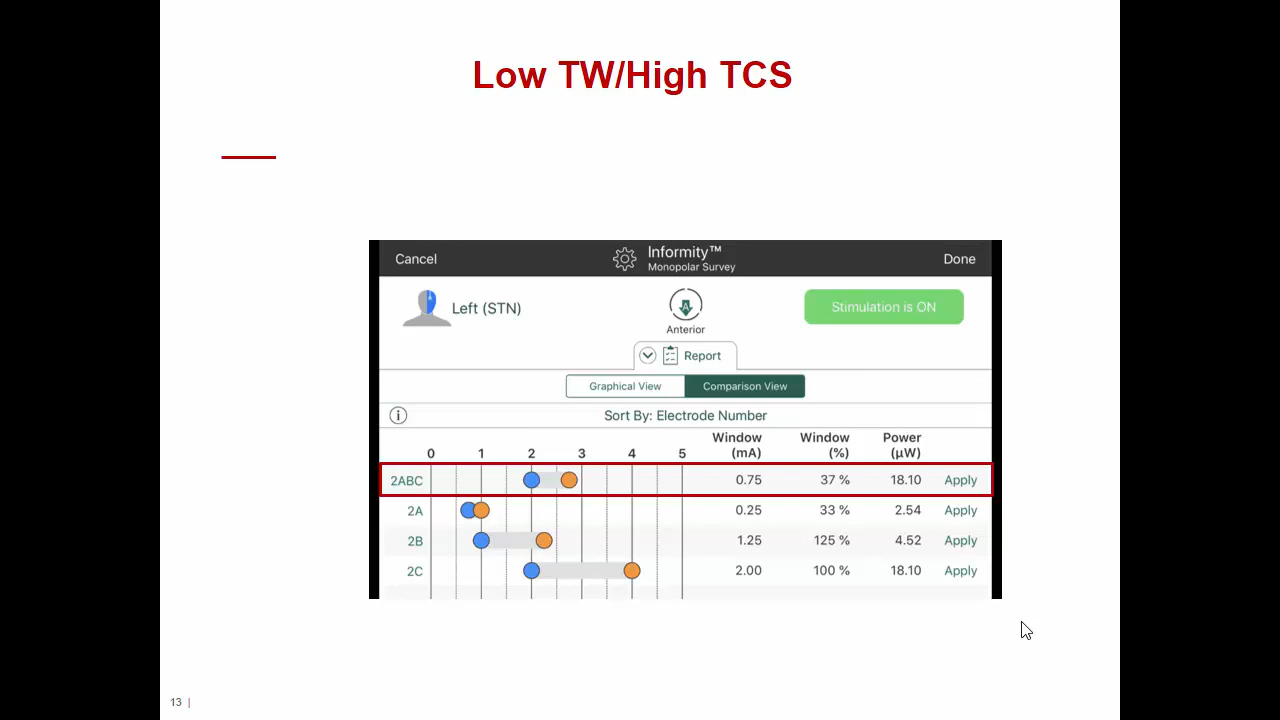 Low TW/High TCS
Cancel
Informity™
Monopolar Survey
Done
Left (STN)
A
Anterior
Stimulation is ON
Report
Graphical View
Comparison View
Sort By: Electrode Number
0 1 2 3 4 5 Window (mA) Window (%) Power (µW)
2ABC 0.75 37 % 18.10 Apply
2A 0.25 33 % 2.54 Apply
2B 1.25 125 % 4.52 Apply
2C 2.00 100 % 18.10 Apply
13 |